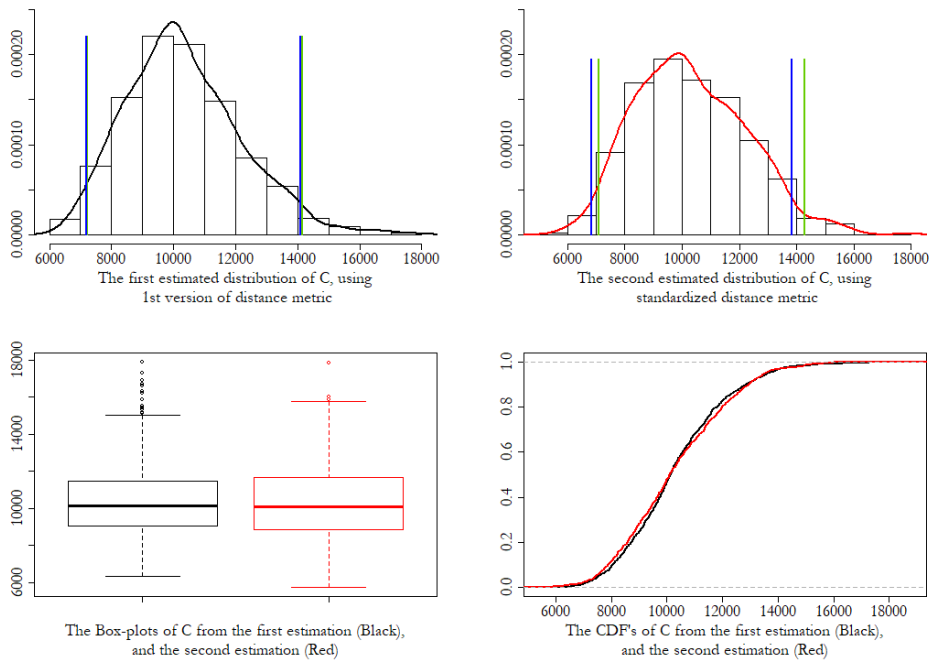 0.00000 0.00010 0.00020
6000 8000 10000 12000 14000 16000 18000
The first estimated distribution of C, using
1st version of distance metric
0.00000 0.00010 0.00020
6000 8000 10000 12000 14000 16000 18000
The second estimated distribution of C, using
standardized distance metric
6000 10000 14000 18000
The Box-plots of C from the first estimation (Black),
and the second estimation (Red)
0.0 0.2 0.4 0.6 0.8 1.0
6000 8000 10000 12000 14000 16000 18000
The CDF's of C from the first estimation (Black),
and the second estimation (Red)